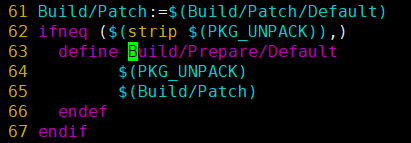 61 Build/Patch:=$(Build/Patch/Default)
62 ifneq ($(strip $(PKG_UNPACK)),)
63   define Build/Prepare/Default
64         $(PKG_UNPACK)
65         $(Build/Patch)
66   endef
67 endif